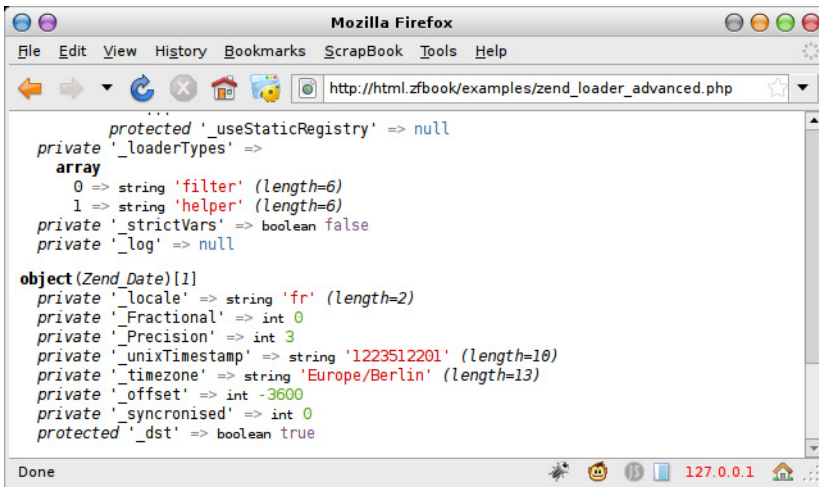 Mozilla Firefox
File Edit View History Bookmarks ScrapBook Tools Help
http://html.zfbook/examples/zend_loader_advanced.php
...
protected '_useStaticRegistry' => null
private '_loaderTypes' =>
array
0 => string 'filter' (length=6)
1 => string 'helper' (length=6)
private '_strictVars' => boolean false
private '_log' => null
object(Zend_Date)[1]
private '_locale' => string 'fr' (length=2)
private '_Fractional' => int 0
private '_Precision' => int 3
private '_unixTimestamp' => string '1223512201' (length=10)
private '_timezone' => string 'Europe/Berlin' (length=13)
private '_offset' => int -3600
private '_syncronised' => int 0
protected '_dst' => boolean true
Done 127.0.0.1